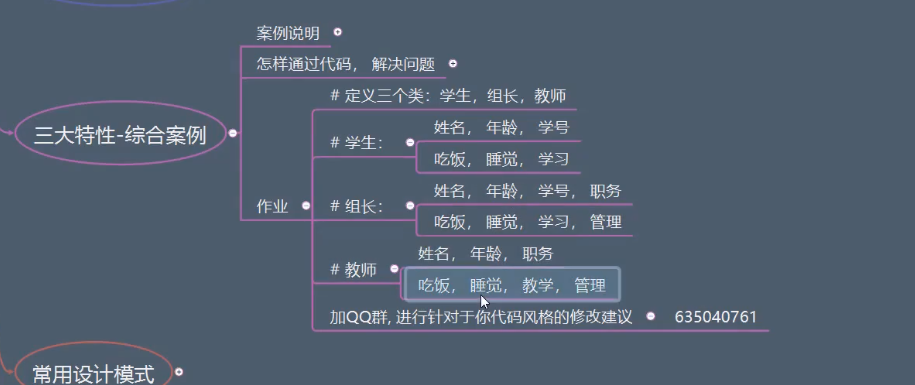 案例说明
怎样通过代码， 解决问题
三大特性-综合案例
作业
# 定义三个类：学生，组长，教师
# 学生：
姓名， 年龄， 学号
吃饭， 睡觉， 学习
# 组长：
姓名， 年龄， 学号， 职务
吃饭， 睡觉， 学习， 管理
# 教师
姓名， 年龄， 职务
吃饭， 睡觉， 教学， 管理
加QQ群, 进行针对于你代码风格的修改建议 635040761
常用设计模式